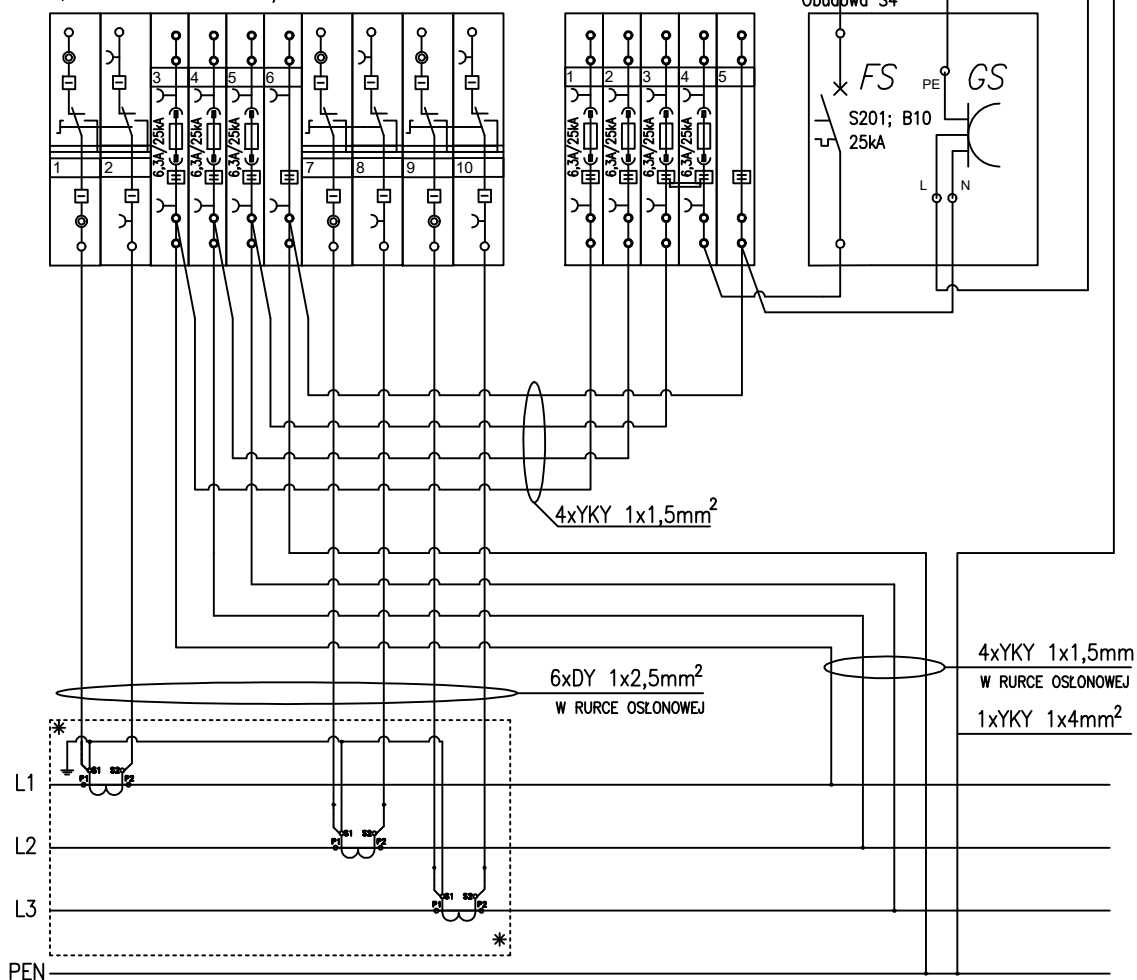 Obudowa S4
3 4 5 6
1 2 3 4 5
6,3A/25kA 6,3A/25kA 6,3A/25kA
6,3A/25kA 6,3A/25kA 6,3A/25kA 6,3A/25kA
FS PE GS
S201; B10
25kA
L N
1 2 7 8 9 10
4xYKY 1x1,5mm²
4xYKY 1x1,5mm
W RURCE OSŁONOWEJ
1xYKY 1x4mm²
6xDY 1x2,5mm²
W RURCE OSŁONOWEJ
*
S1 S2
P1 P2
L1
S1 S2
P1 P2
L2
S1 S2
P1 P2
L3
*
PEN